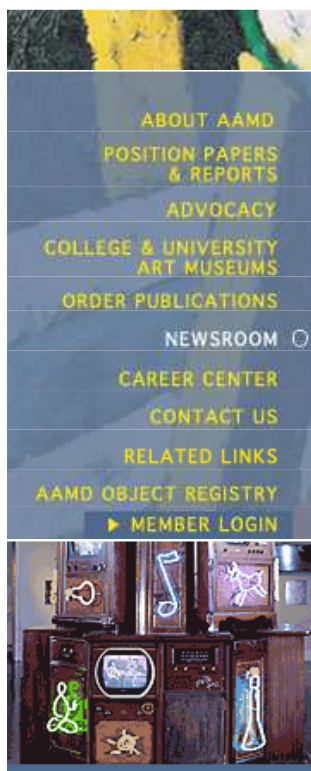 ABOUT AAMD
POSITION PAPERS
& REPORTS
ADVOCACY
COLLEGE & UNIVERSITY
ART MUSEUMS
ORDER PUBLICATIONS
NEWSROOM
CAREER CENTER
CONTACT US
RELATED LINKS
AAMD OBJECT REGISTRY
MEMBER LOGIN